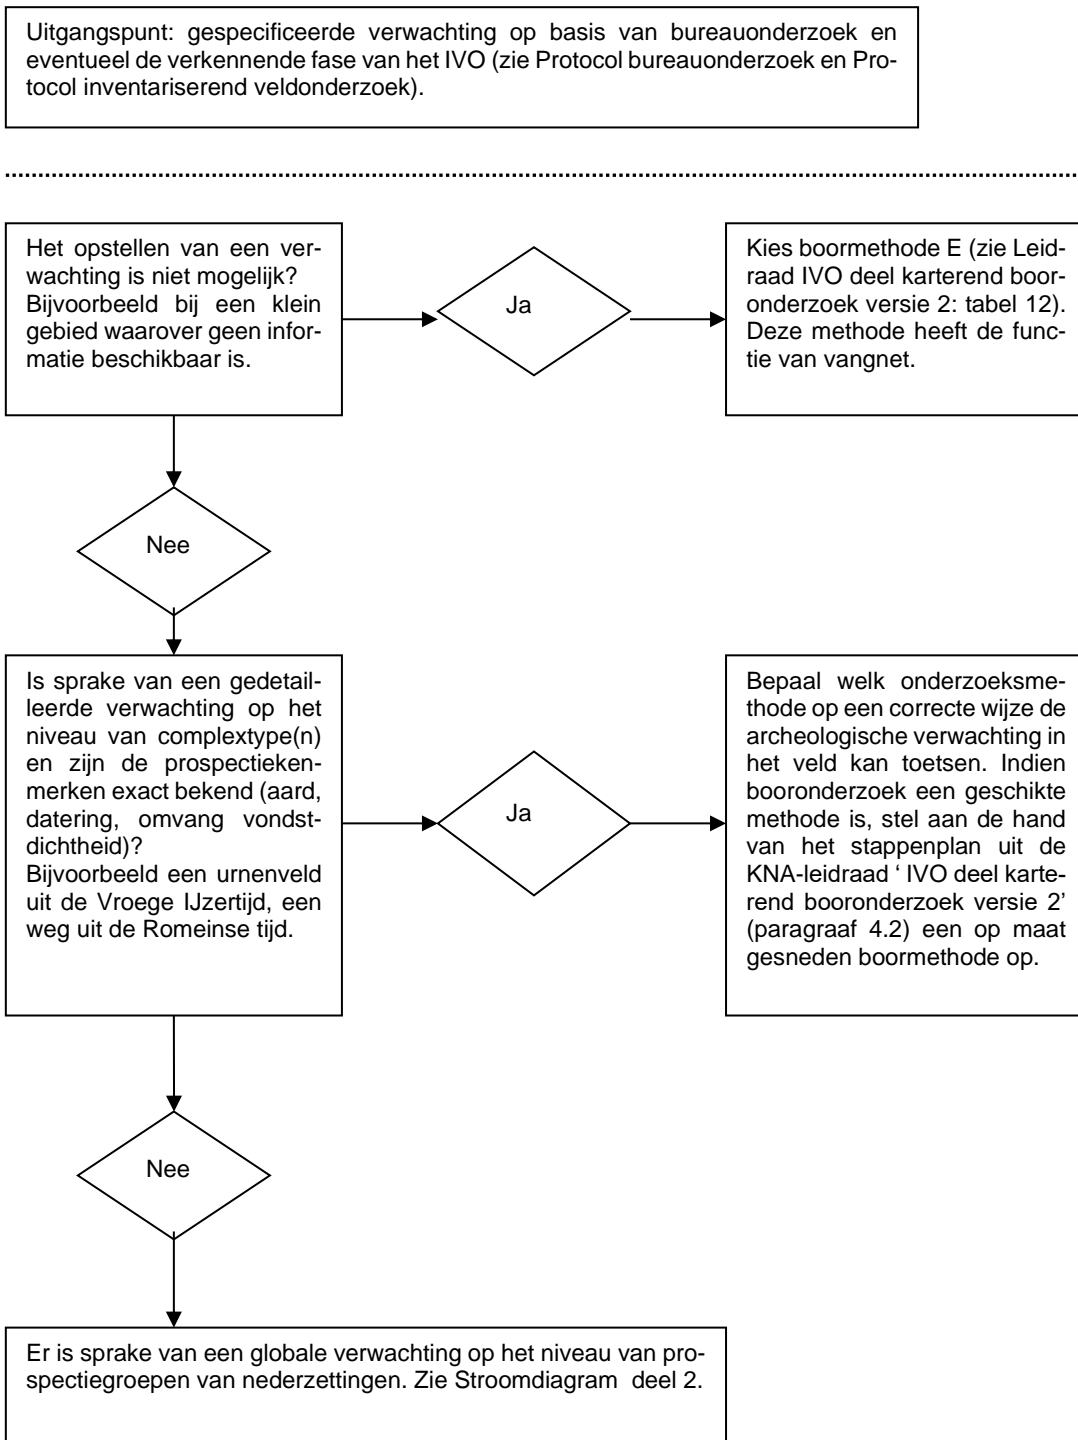 Uitgangspunt: gespecificeerde verwachting op basis van bureauonderzoek en
eventueel de verkennende fase van het IVO (zie Protocol bureauonderzoek en Pro-
tocol inventariserend veldonderzoek).
Het opstellen van een ver-
wachting is niet mogelijk?
Bijvoorbeeld bij een klein
gebied waarover geen infor-
matie beschikbaar is.
Ja
Kies boormethode E (zie Leid-
raad IVO deel karterend boor-
onderzoek versie 2: tabel 12).
Deze methode heeft de func-
tie van vangnet.
Nee
Is sprake van een gedetail-
leerde verwachting op het
niveau van complextype(n)
en zijn de prospectieken-
merken exact bekend (aard,
datering, omvang vondst-
dichtheid)?
Bijvoorbeeld een urnenveld
uit de Vroege IJzertijd, een
weg uit de Romeinse tijd.
Ja
Bepaal welk onderzoeksme-
thode op een correcte wijze de
archeologische verwachting in
het veld kan toetsen. Indien
booronderzoek een geschikte
methode is, stel aan de hand
van het stappenplan uit de
KNA-leidraad ‘ IVO deel karte-
rend booronderzoek versie 2’
(paragraaf 4.2) een op maat
gesneden boormethode op.
Nee
Er is sprake van een globale verwachting op het niveau van pro-
spectiegroepen van nederzettingen. Zie Stroomdiagram  deel 2.